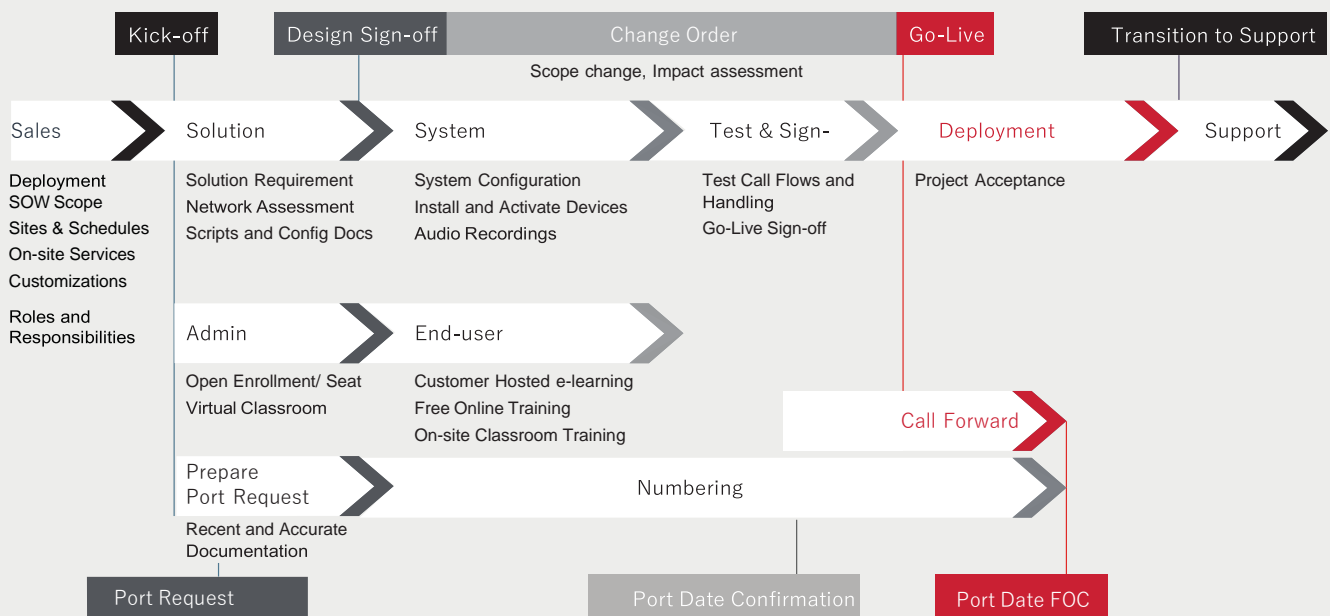 Kick-off
Design Sign-off
Change Order
Go-Live
Transition to Support
Scope change, Impact assessment
Sales
Solution
System
Test & Sign-
Deployment
Support
Deployment
SOW Scope
Sites & Schedules
On-site Services
Customizations
Roles and
Responsibilities
Solution Requirement
Network Assessment
Scripts and Config Docs
System Configuration
Install and Activate Devices
Audio Recordings
Test Call Flows and
Handling
Go-Live Sign-off
Project Acceptance
Admin
End-user
Open Enrollment/ Seat
Virtual Classroom
Customer Hosted e-learning
Free Online Training
On-site Classroom Training
Call Forward
Prepare
Port Request
Numbering
Recent and Accurate
Documentation
Port Request
Port Date Confirmation
Port Date FOC